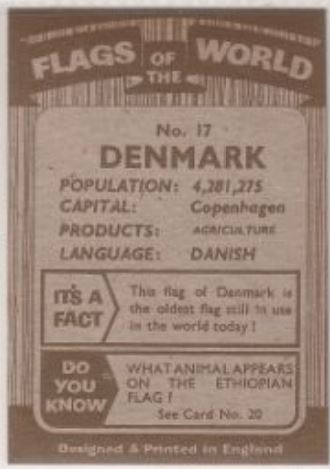 FLAGS OF THE WORLD
No. 17
DENMARK
POPULATION: 4,281,275
CAPITAL: Copenhagen
PRODUCTS: AGRICULTURE
LANGUAGE: DANISH
IT'S A
FACT
This flag of Denmark is
the oldest flag still in use
in the world today !
DO
YOU
KNOW
WHAT ANIMAL APPEARS
ON THE ETHIOPIAN
FLAG ?
See Card No. 20
Designed & Printed in England